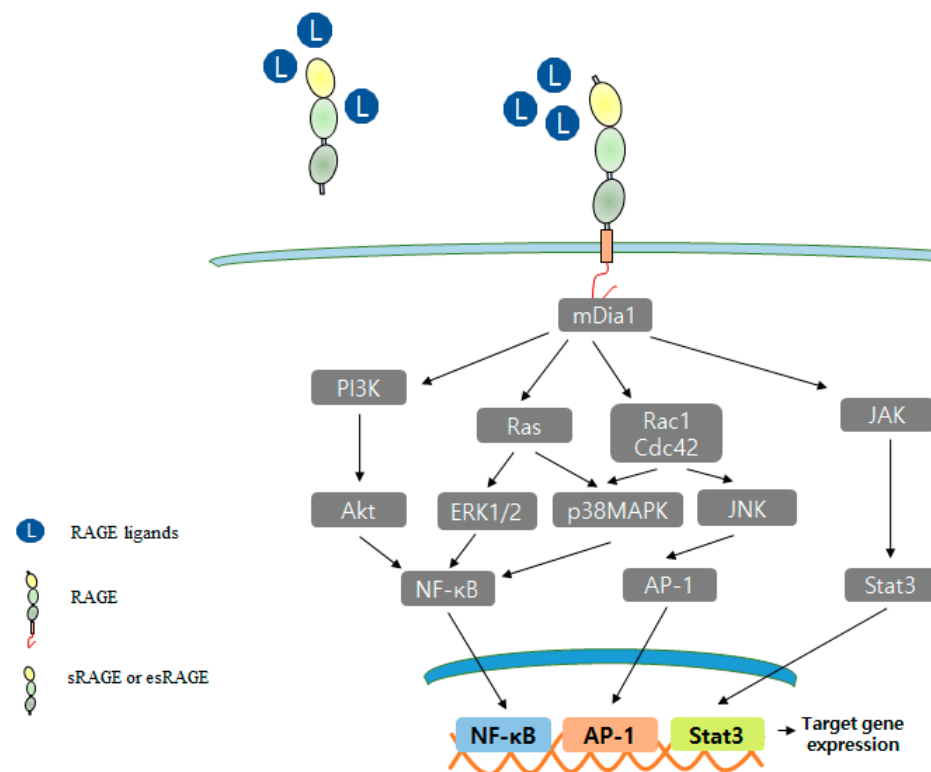 L
L
L
L
L
L
mDia1
PI3K
Ras
Rac1
Cdc42
JAK
Akt
ERK1/2
p38MAPK
JNK
L RAGE ligands
NF-κB
AP-1
Stat3
RAGE
sRAGE or esRAGE
NF-κB
AP-1
Stat3
Target gene
expression